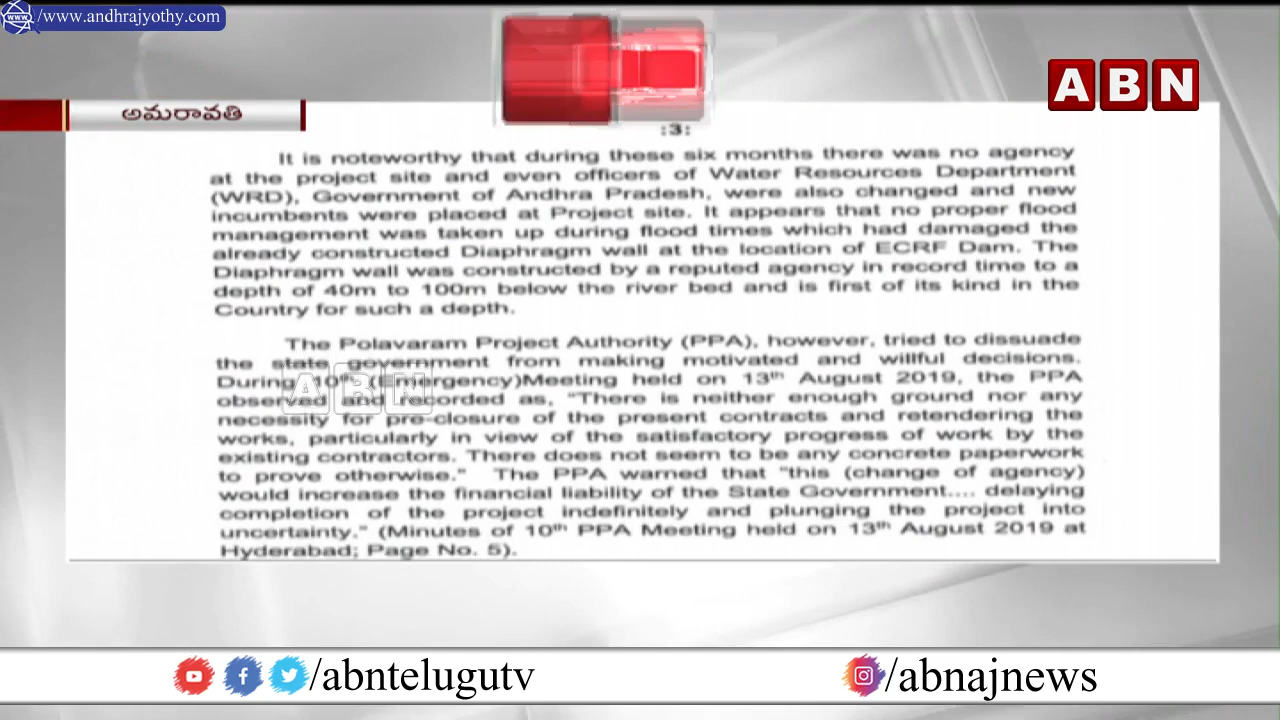 www./www.andhrajyothy.com
ABN
అమరావతి
:3:
It is noteworthy that during these six months there was no agency
at the project site and even officers of Water Resources Department
(WRD), Government of Andhra Pradesh, were also changed and new
incumbents were placed at Project site. It appears that no proper flood
management was taken up during flood times which had damaged the
already constructed Diaphragm wall at the location of ECRF Dam. The
Diaphragm wall was constructed by a reputed agency in record time to a
depth of 40m to 100m below the river bed and is first of its kind in the
Country for such a depth.
The Polavaram Project Authority (PPA), however, tried to dissuade
the state government from making motivated and willful decisions.
During 10th (Emergency)Meeting held on 13th August 2019, the PPA
observed and recorded as, "There is neither enough ground nor any
necessity for pre-closure of the present contracts and retendering the
works, particularly in view of the satisfactory progress of work by the
existing contractors. There does not seem to be any concrete paperwork
to prove otherwise." The PPA warned that "this (change of agency)
would increase the financial liability of the State Government.... delaying
completion of the project indefinitely and plunging the project into
uncertainty." (Minutes of 10th PPA Meeting held on 13th August 2019 at
Hyderabad; Page No. 5).
ABN
/abntelugutv
/abnajnews